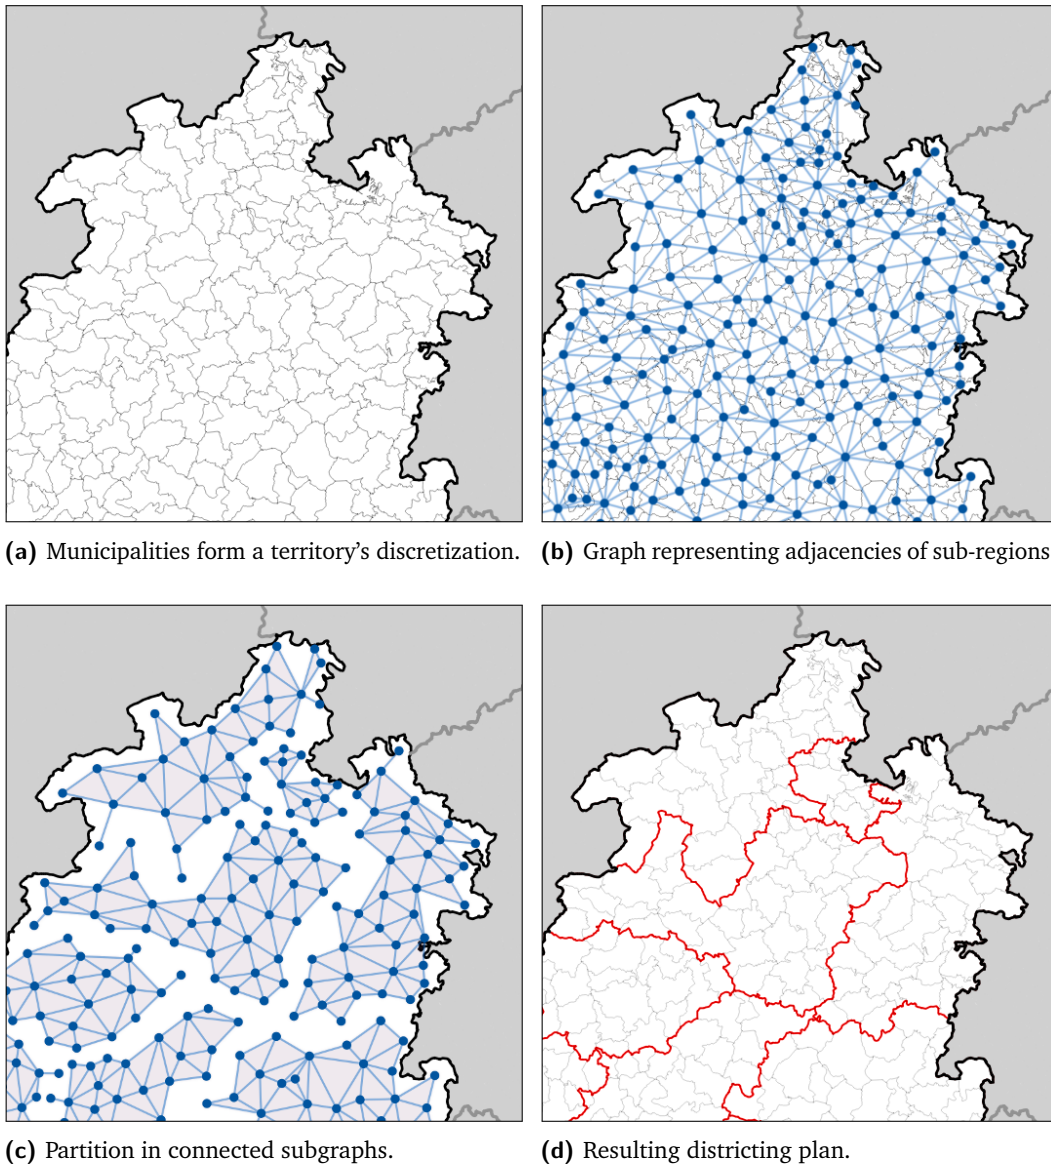 (a) Municipalities form a territory's discretization.
(b) Graph representing adjacencies of sub-regions
(c) Partition in connected subgraphs.
(d) Resulting districting plan.